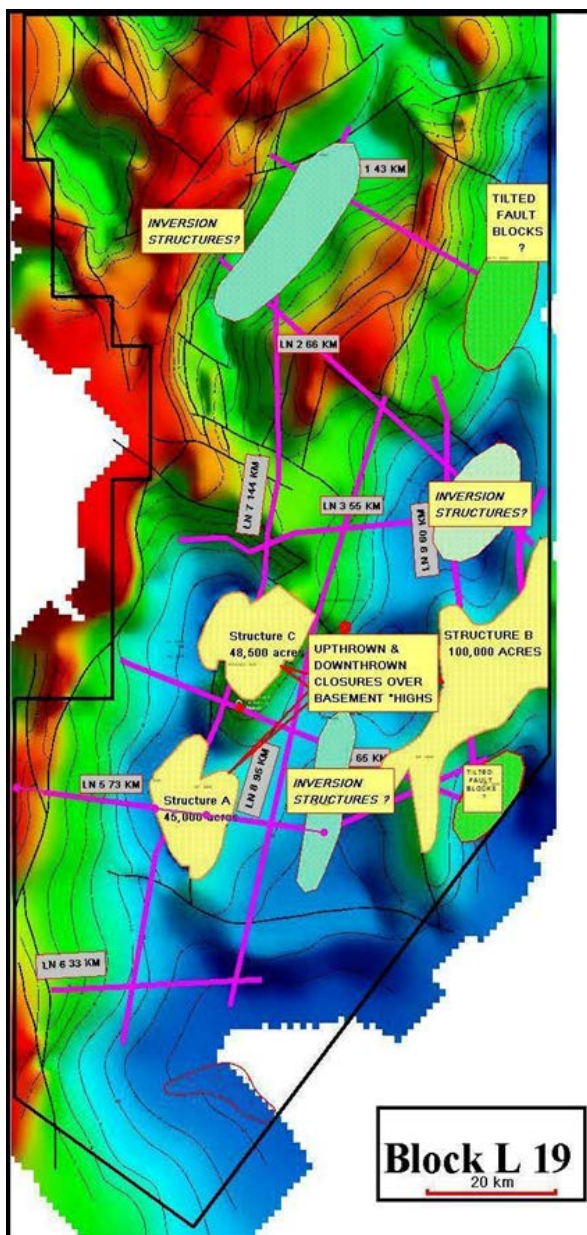 1 43 KM
INVERSION
STRUCTURES?
TILTED
FAULT
BLOCKS
?
LN 2 66 KM
LN 7 144 KM
LN 3 55 KM
LN 9 60 KM
INVERSION
STRUCTURES?
Structure C
48,500 acres
UPTHROWN &
DOWNTHROWN
CLOSURES OVER
BASEMENT "HIGHS
STRUCTURE B
100,000 ACRES
65 KM
LN 8 95 KM
INVERSION
STRUCTURES ?
TILTED
FAULT
BLOCKS
?
LN 5 73 KM
Structure A
45,000 acres
LN 6 33 KM
Block L 19
20 km